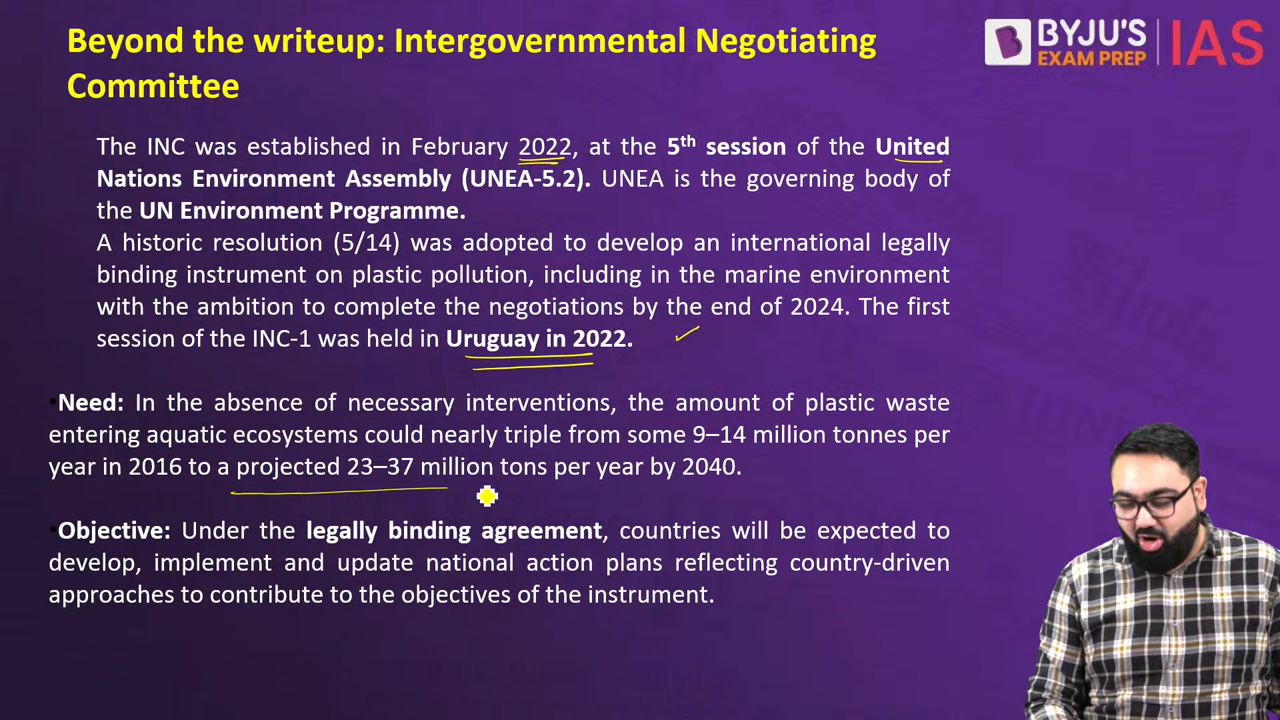 Beyond the writeup: Intergovernmental Negotiating
Committee
BYJU'S
EXAM PREP
IAS
The INC was established in February 2022, at the 5th session of the United
Nations Environment Assembly (UNEA-5.2). UNEA is the governing body of
the UN Environment Programme.
A historic resolution (5/14) was adopted to develop an international legally
binding instrument on plastic pollution, including in the marine environment
with the ambition to complete the negotiations by the end of 2024. The first
session of the INC-1 was held in Uruguay in 2022.
•Need: In the absence of necessary interventions, the amount of plastic waste
entering aquatic ecosystems could nearly triple from some 9–14 million tonnes per
year in 2016 to a projected 23–37 million tons per year by 2040.
•Objective: Under the legally binding agreement, countries will be expected to
develop, implement and update national action plans reflecting country-driven
approaches to contribute to the objectives of the instrument.